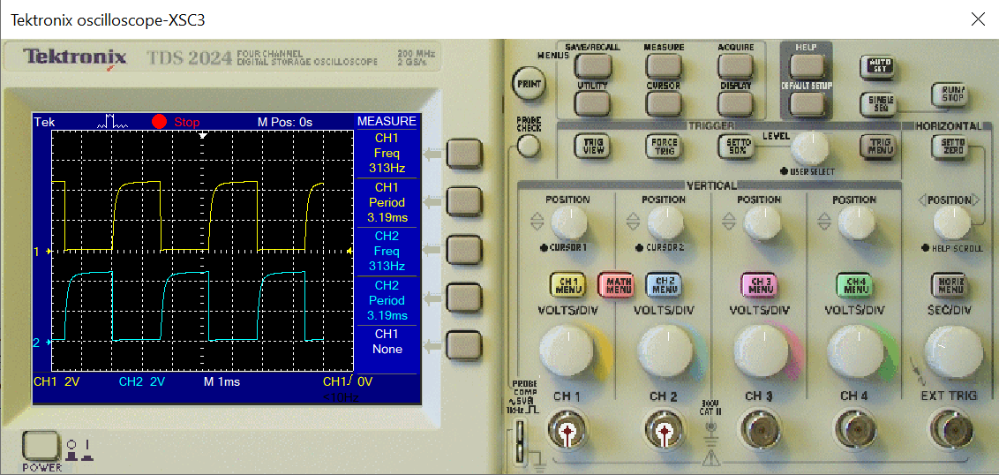 Tektronix oscilloscope-XSC3
Tektronix TDS 2024 FOUR CHANNEL DIGITAL STORAGE OSCILLOSCOPE 200 MHz 2 GS/s
Tek Stop M Pos: 0s MEASURE
CH1
Freq
313Hz
CH1
Period
3.19ms
CH2
Freq
313Hz
CH2
Period
3.19ms
CH1
None
1
2
CH1 2V CH2 2V M 1ms CH1 / 0V
POWER
MENUS
SAVE/RECALL MEASURE ACQUIRE HELP
UTILITY CURSOR DISPLAY DEFAULT SETUP
AUTO SET
SINGLE SEQ
RUN/STOP
PRINT
PROBE CHECK
TRIGGER HORIZONTAL
TRIG VIEW
FORCE TRIG
SET TO 50%
LEVEL
USER SELECT
TRIG MENU
SET TO ZERO
VERTICAL
POSITION POSITION POSITION POSITION POSITION
CURSOR 1 CURSOR 2 HELP SCROLL
CH 1 MENU
MATH MENU
CH 2 MENU
CH 3 MENU
CH 4 MENU
HORIZ MENU
VOLTS/DIV VOLTS/DIV VOLTS/DIV VOLTS/DIV SEC/DIV
PROBE COMP
~5V@
1kHz
CH 1 CH 2 CH 3 CH 4 EXT TRIG
300V
CAT II